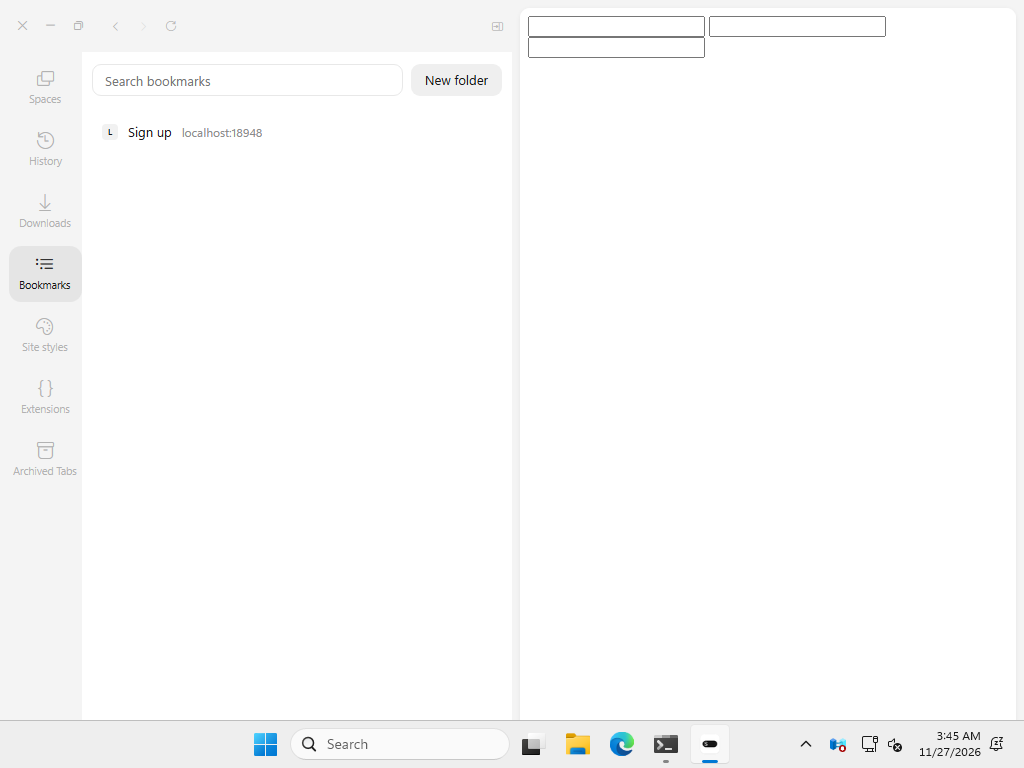 Search bookmarks
New folder
L Sign up localhost:18948
Spaces
History
Downloads
Bookmarks
Site styles
Extensions
Archived Tabs
Search
3:45 AM
11/27/2026